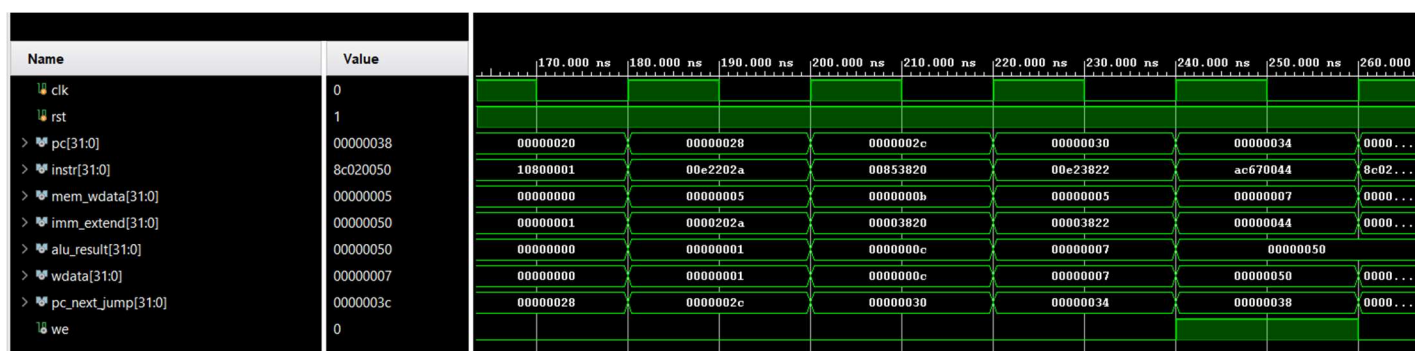 Name Value
170.000 ns 180.000 ns 190.000 ns 200.000 ns 210.000 ns 220.000 ns 230.000 ns 240.000 ns 250.000 ns 260.000
clk 0
rst 1
pc[31:0] 00000038 00000020 00000028 0000002c 00000030 00000034 0000...
instr[31:0] 8c020050 10800001 00e2202a 00853820 00e23822 ac670044 8c02...
mem_wdata[31:0] 00000005 00000000 00000005 0000000b 00000005 00000007 0000...
imm_extend[31:0] 00000050 00000001 0000202a 00003820 00003822 00000044 0000...
alu_result[31:0] 00000050 00000000 00000001 0000000c 00000007 00000050
wdata[31:0] 00000007 00000000 00000001 0000000c 00000007 00000050 0000...
pc_next_jump[31:0] 0000003c 00000028 0000002c 00000030 00000034 00000038 0000...
we 0